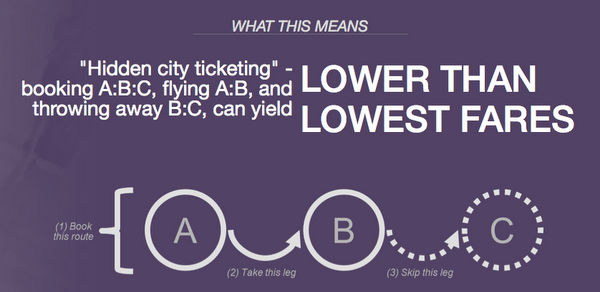 WHAT THIS MEANS
"Hidden city ticketing" -
booking A:B:C, flying A:B, and
throwing away B:C, can yield
LOWER THAN
LOWEST FARES
(1) Book
this route
A
B
C
(2) Take this leg
(3) Skip this leg